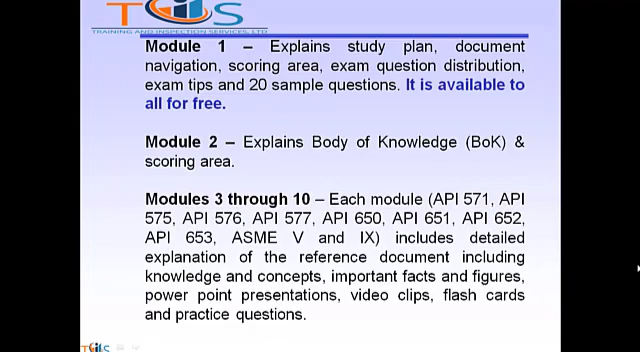 TIIS
TRAINING AND INSPECTION SERVICES, LTD
Module 1 – Explains study plan, document
navigation, scoring area, exam question distribution,
exam tips and 20 sample questions. It is available to
all for free.
Module 2 – Explains Body of Knowledge (BoK) &
scoring area.
Modules 3 through 10 – Each module (API 571, API
575, API 576, API 577, API 650, API 651, API 652,
API 653, ASME V and IX) includes detailed
explanation of the reference document including
knowledge and concepts, important facts and figures,
power point presentations, video clips, flash cards
and practice questions.